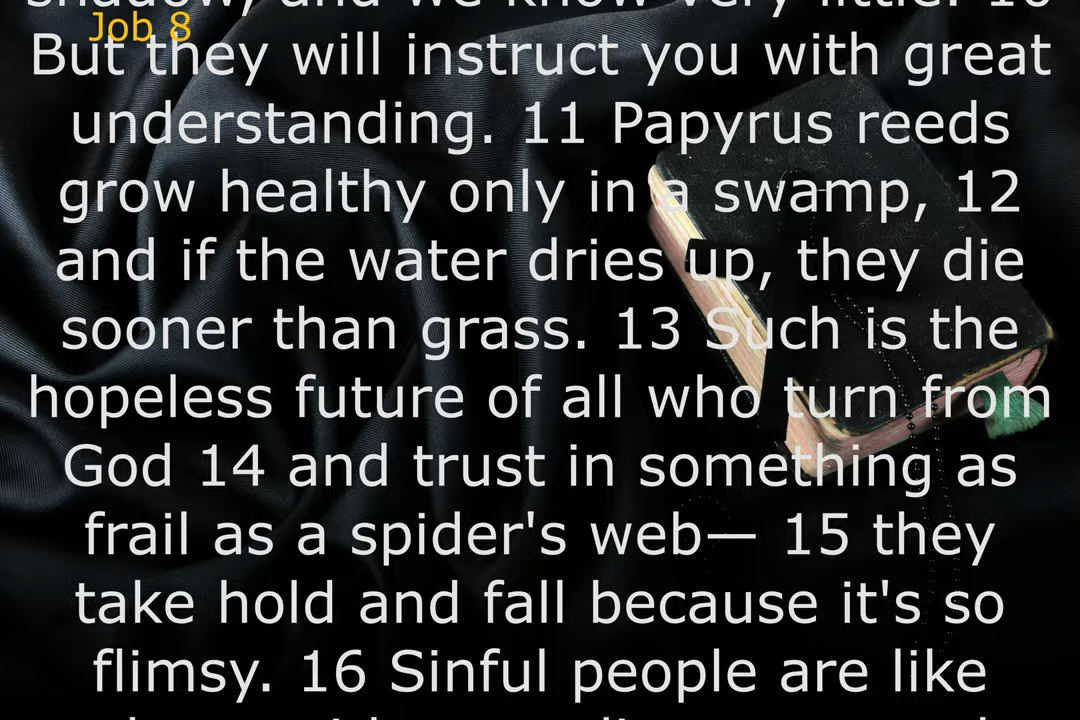 Job 8
shadow, and we know very little. 10
But they will instruct you with great
understanding. 11 Papyrus reeds
grow healthy only in a swamp, 12
and if the water dries up, they die
sooner than grass. 13 Such is the
hopeless future of all who turn from
God 14 and trust in something as
frail as a spider's web— 15 they
take hold and fall because it's so
flimsy. 16 Sinful people are like